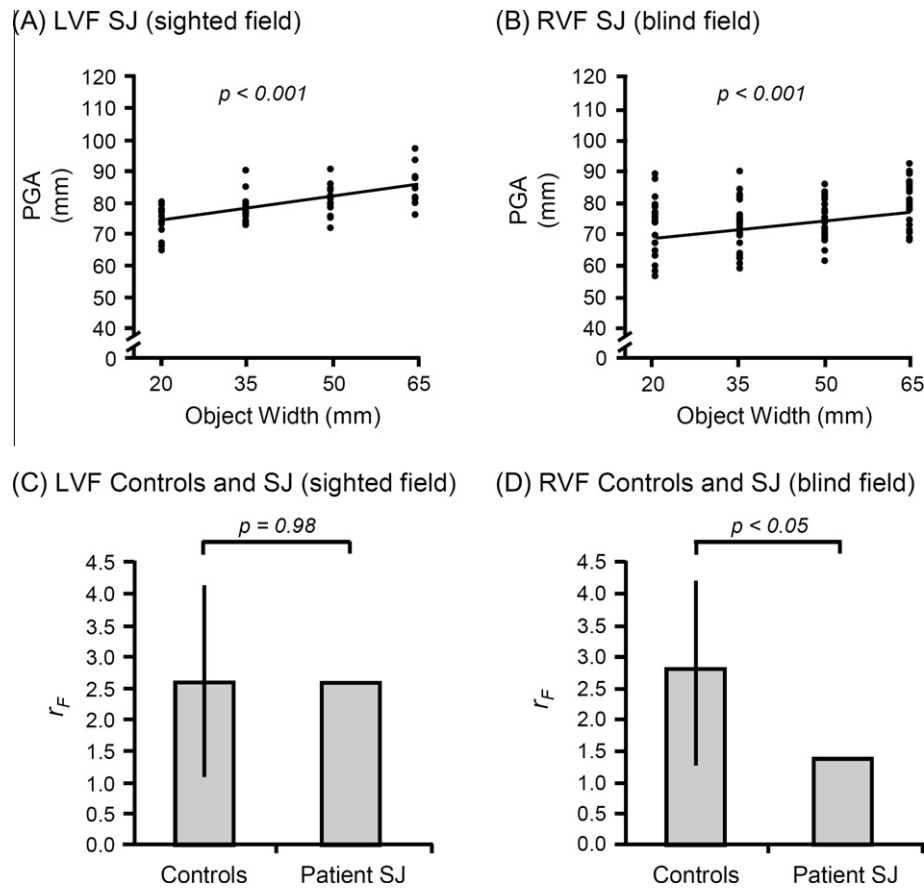 (A) LVF SJ (sighted field)
p < 0.001
PGA
(mm)
120
110
100
90
80
70
60
50
40
0
20 35 50 65
Object Width (mm)
(B) RVF SJ (blind field)
p < 0.001
PGA
(mm)
120
110
100
90
80
70
60
50
40
0
20 35 50 65
Object Width (mm)
(C) LVF Controls and SJ (sighted field)
p = 0.98
r_F
4.5
4.0
3.5
3.0
2.5
2.0
1.5
1.0
0.5
0.0
Controls Patient SJ
(D) RVF Controls and SJ (blind field)
p < 0.05
r_F
4.5
4.0
3.5
3.0
2.5
2.0
1.5
1.0
0.5
0.0
Controls Patient SJ